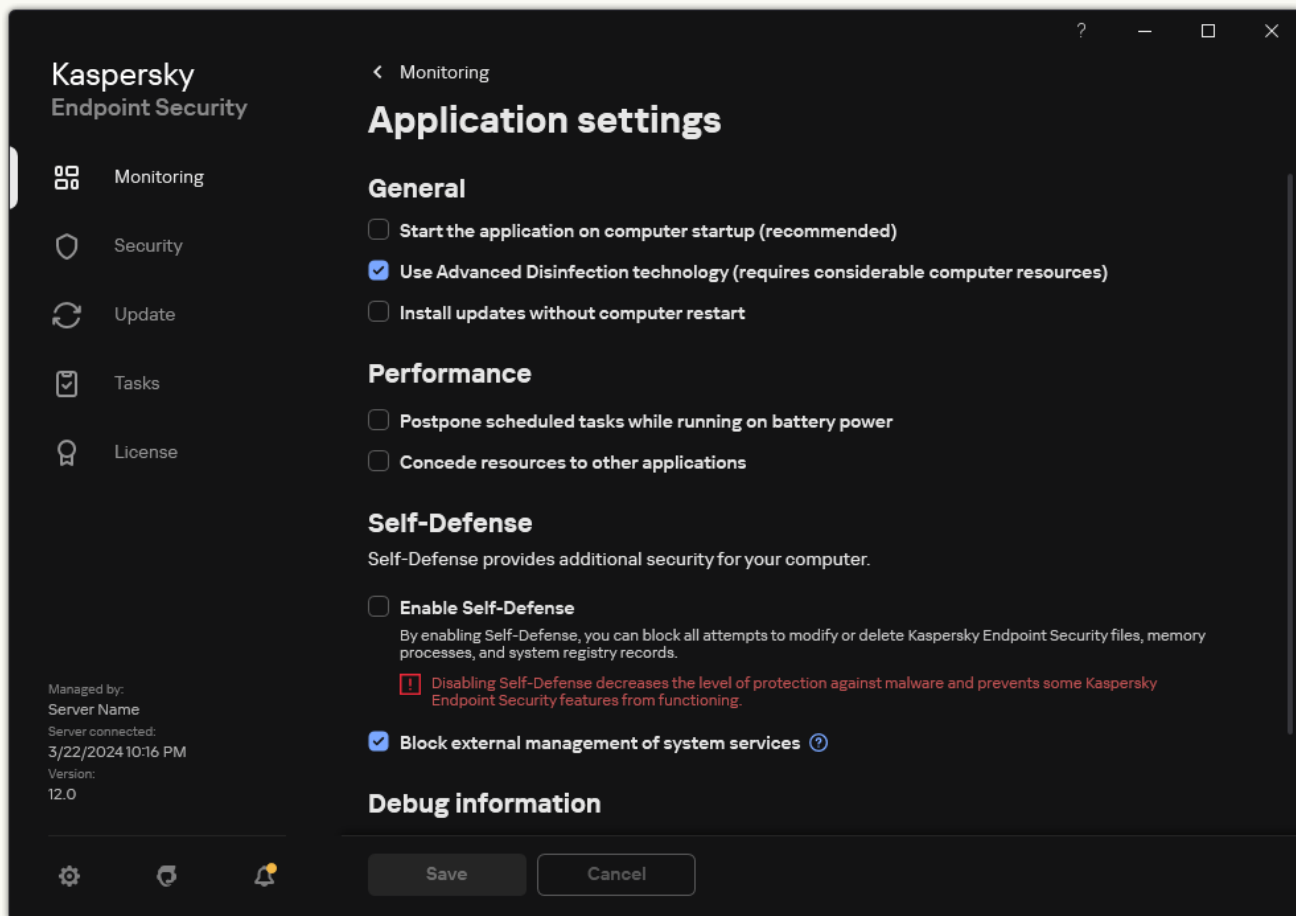 ?
Kaspersky
Endpoint Security
Monitoring
Security
Update
Tasks
License
Managed by:
Server Name
Server connected:
3/22/2024 10:16 PM
Version:
12.0
Monitoring
Application settings
General
Start the application on computer startup (recommended)
Use Advanced Disinfection technology (requires considerable computer resources)
Install updates without computer restart
Performance
Postpone scheduled tasks while running on battery power
Concede resources to other applications
Self-Defense
Self-Defense provides additional security for your computer.
Enable Self-Defense
By enabling Self-Defense, you can block all attempts to modify or delete Kaspersky Endpoint Security files, memory
processes, and system registry records.
Disabling Self-Defense decreases the level of protection against malware and prevents some Kaspersky
Endpoint Security features from functioning.
Block external management of system services
Debug information
Save
Cancel